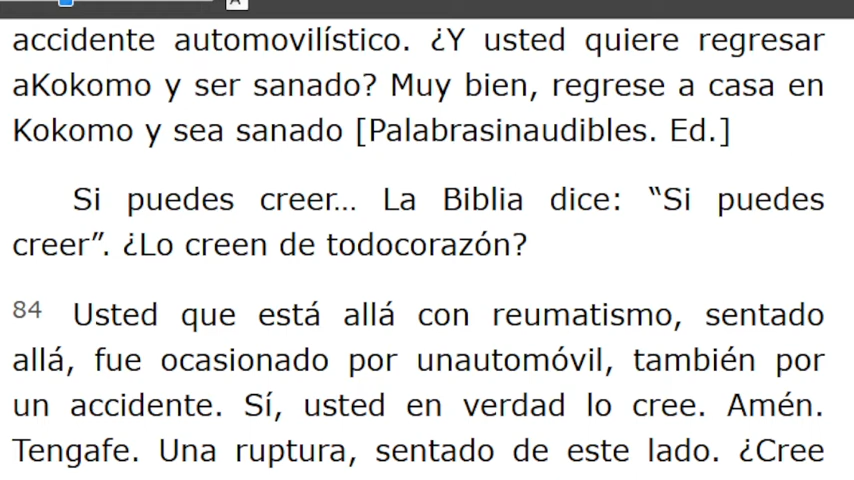 A
accidente automovilístico. ¿Y usted quiere regresar
aKokomo y ser sanado? Muy bien, regrese a casa en
Kokomo y sea sanado [Palabrasinaudibles. Ed.]
Si puedes creer... La Biblia dice: “Si puedes
creer”. ¿Lo creen de todocorazón?
84 Usted que está allá con reumatismo, sentado
allá, fue ocasionado por unautomóvil, también por
un accidente. Sí, usted en verdad lo cree. Amén.
Tengafe. Una ruptura, sentado de este lado. ¿Cree